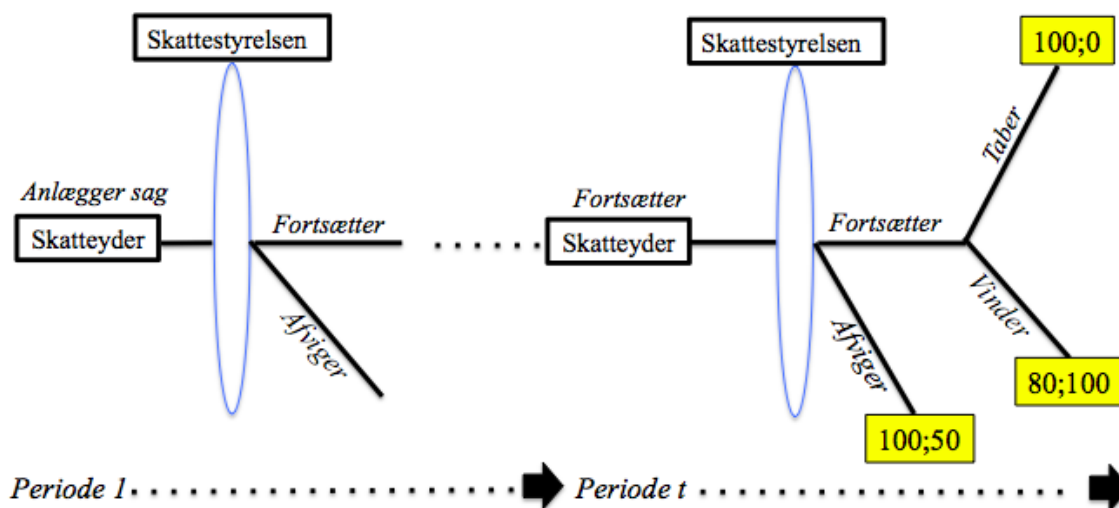 Skattestyrelsen
Anlægger sag
Skatteyder
Fortsætter
Afviger
Skattestyrelsen
Fortsætter
Skatteyder
Fortsætter
Afviger
Taber
Vinder
100;0
80;100
100;50
Periode 1
Periode t